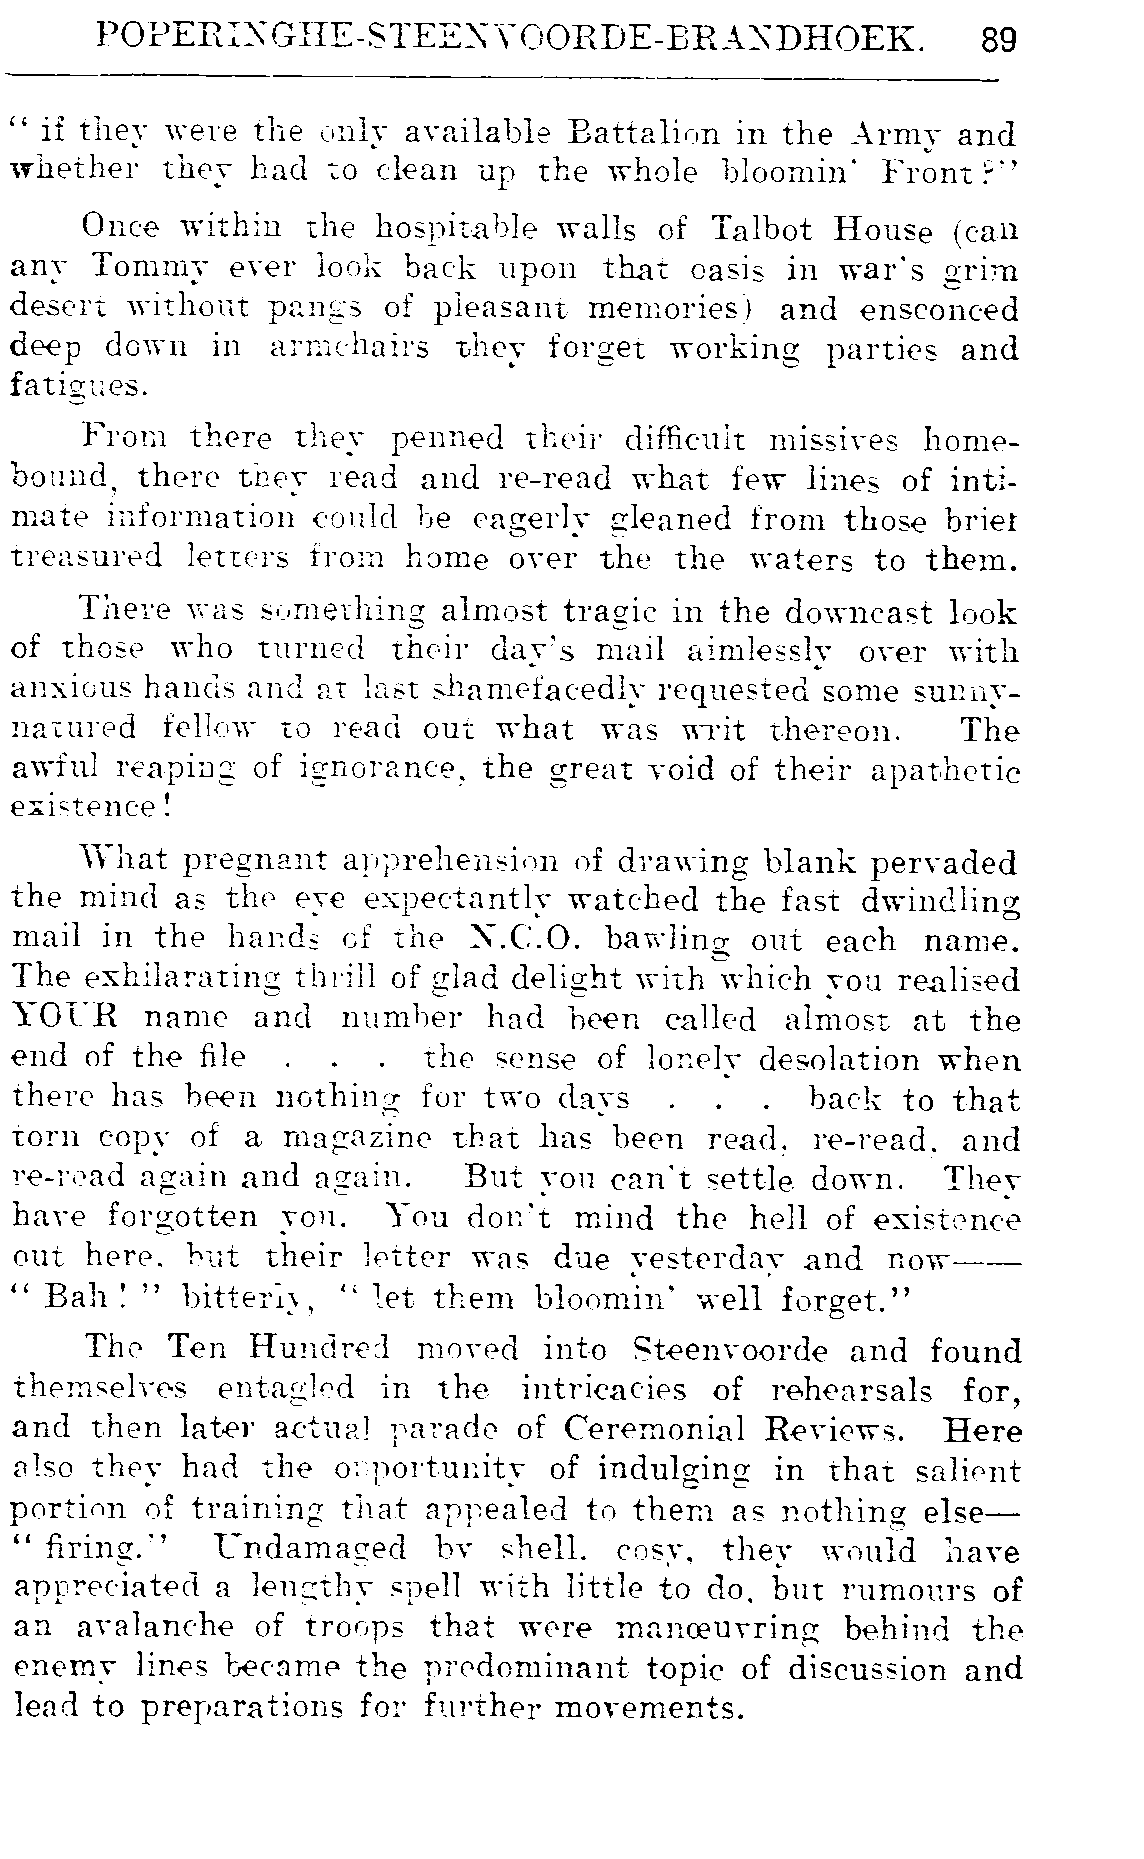 POPERINGHE-STEENVOORDE-BRANDHOEK. 89
“ if they were the only available Battalion in the Army and
whether they had to clean up the whole bloomin' Front?”
Once within the hospitable walls of Talbot House (can
any Tommy ever look back upon that oasis in war's grim
desert without pangs of pleasant memories) and ensconced
deep down in armchairs they forget working parties and
fatigues.
From there they penned their difficult missives home-
bound, there they read and re-read what few lines of inti-
mate information could be eagerly gleaned from those brief
treasured letters from home over the the waters to them.
There was something almost tragic in the downcast look
of those who turned their day's mail aimlessly over with
anxious hands and at last shamefacedly requested some sunny-
natured fellow to read out what was writ thereon. The
awful reaping of ignorance, the great void of their apathetic
existence!
What pregnant apprehension of drawing blank pervaded
the mind as the eye expectantly watched the fast dwindling
mail in the hands of the N.C.O. bawling out each name.
The exhilarating thrill of glad delight with which you realised
YOUR name and number had been called almost at the
end of the file . . . the sense of lonely desolation when
there has been nothing for two days . . . back to that
torn copy of a magazine that has been read, re-read, and
re-read again and again. But you can't settle down. They
have forgotten you. You don't mind the hell of existence
out here, but their letter was due yesterday and now——
“ Bah! ” bitterly, “ let them bloomin' well forget.”
The Ten Hundred moved into Steenvoorde and found
themselves entagled in the intricacies of rehearsals for,
and then later actual parade of Ceremonial Reviews. Here
also they had the opportunity of indulging in that salient
portion of training that appealed to them as nothing else—
“ firing.” Undamaged by shell, cosy, they would have
appreciated a lengthy spell with little to do, but rumours of
an avalanche of troops that were manœuvring behind the
enemy lines became the predominant topic of discussion and
lead to preparations for further movements.